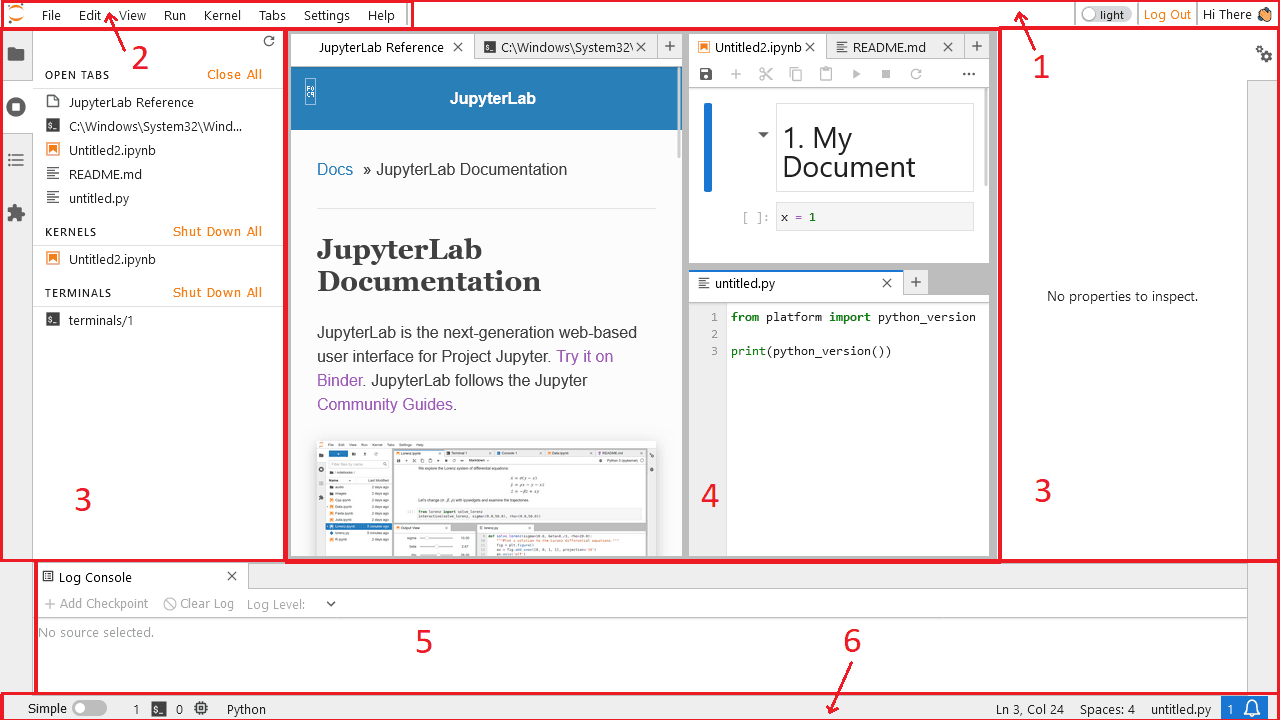 File Edit View Run Kernel Tabs Settings Help
light Log Out Hi There
2
1
OPEN TABS Close All
JupyterLab Reference
C:\Windows\System32\Wind...
Untitled2.ipynb
README.md
untitled.py
KERNELS Shut Down All
Untitled2.ipynb
TERMINALS Shut Down All
terminals/1
3
JupyterLab Reference
C:\Windows\System32\
JupyterLab
Docs » JupyterLab Documentation
JupyterLab
Documentation
JupyterLab is the next-generation web-based
user interface for Project Jupyter. Try it on
Binder. JupyterLab follows the Jupyter
Community Guides.
Untitled2.ipynb README.md
1. My
Document
[ ]: x = 1
untitled.py
1 from platform import python_version
2
3 print(python_version())
4
No properties to inspect.
3
Log Console
Add Checkpoint Clear Log Log Level:
No source selected.
5
6
Simple 1 0 Python
Ln 3, Col 24 Spaces: 4 untitled.py 1